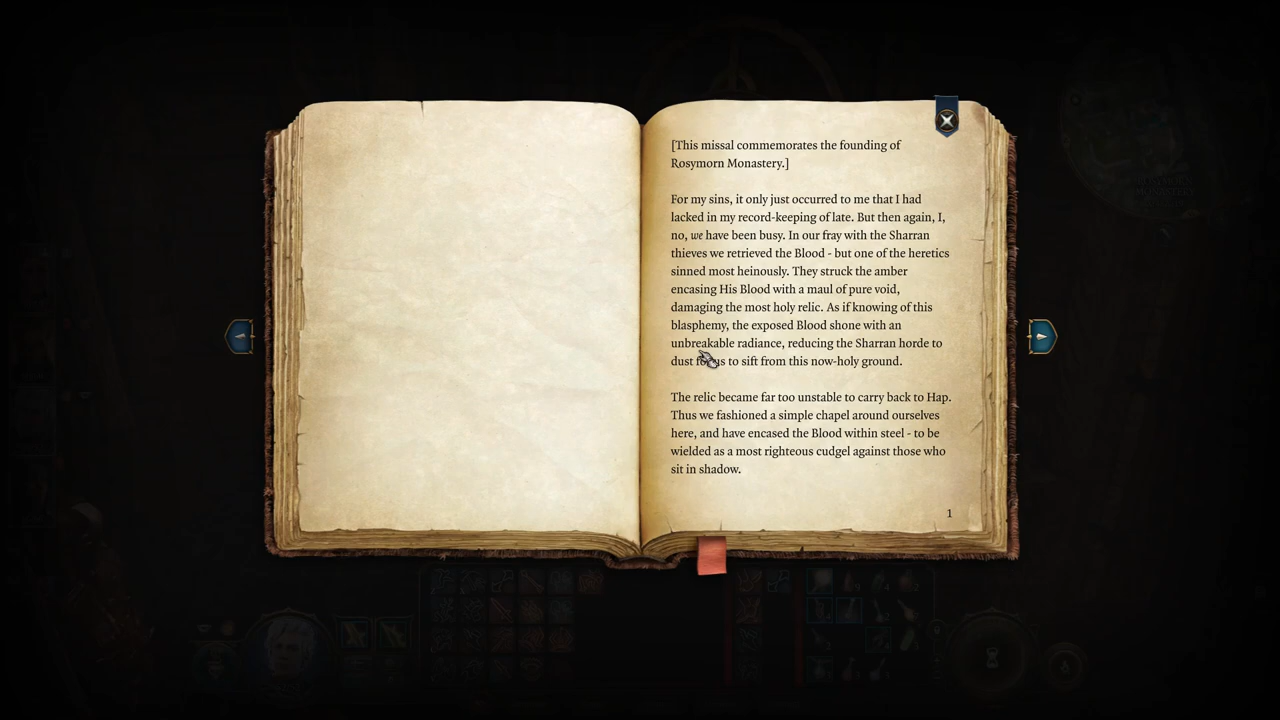 [This missal commemorates the founding of
Rosymorn Monastery.]
For my sins, it only just occurred to me that I had
lacked in my record-keeping of late. But then again, I,
no, we have been busy. In our fray with the Sharran
thieves we retrieved the Blood - but one of the heretics
sinned most heinously. They struck the amber
encasing His Blood with a maul of pure void,
damaging the most holy relic. As if knowing of this
blasphemy, the exposed Blood shone with an
unbreakable radiance, reducing the Sharran horde to
dust for us to sift from this now-holy ground.
The relic became far too unstable to carry back to Hap.
Thus we fashioned a simple chapel around ourselves
here, and have encased the Blood within steel - to be
wielded as a most righteous cudgel against those who
sit in shadow.
1